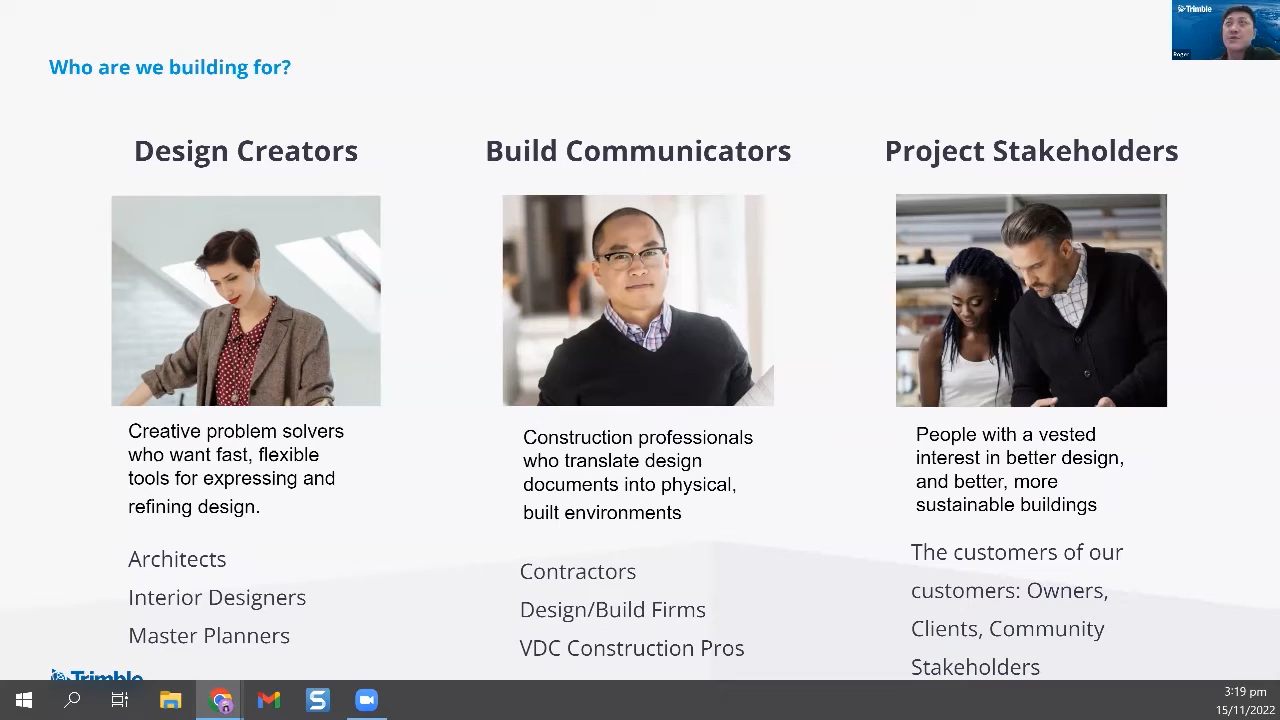 Trimble
Roger
Who are we building for?
Design Creators
Creative problem solvers
who want fast, flexible
tools for expressing and
refining design.
Architects
Interior Designers
Master Planners
Build Communicators
Construction professionals
who translate design
documents into physical,
built environments
Contractors
Design/Build Firms
VDC Construction Pros
Project Stakeholders
People with a vested
interest in better design,
and better, more
sustainable buildings
The customers of our
customers: Owners,
Clients, Community
Stakeholders
Trimble
3:19 pm
15/11/2022